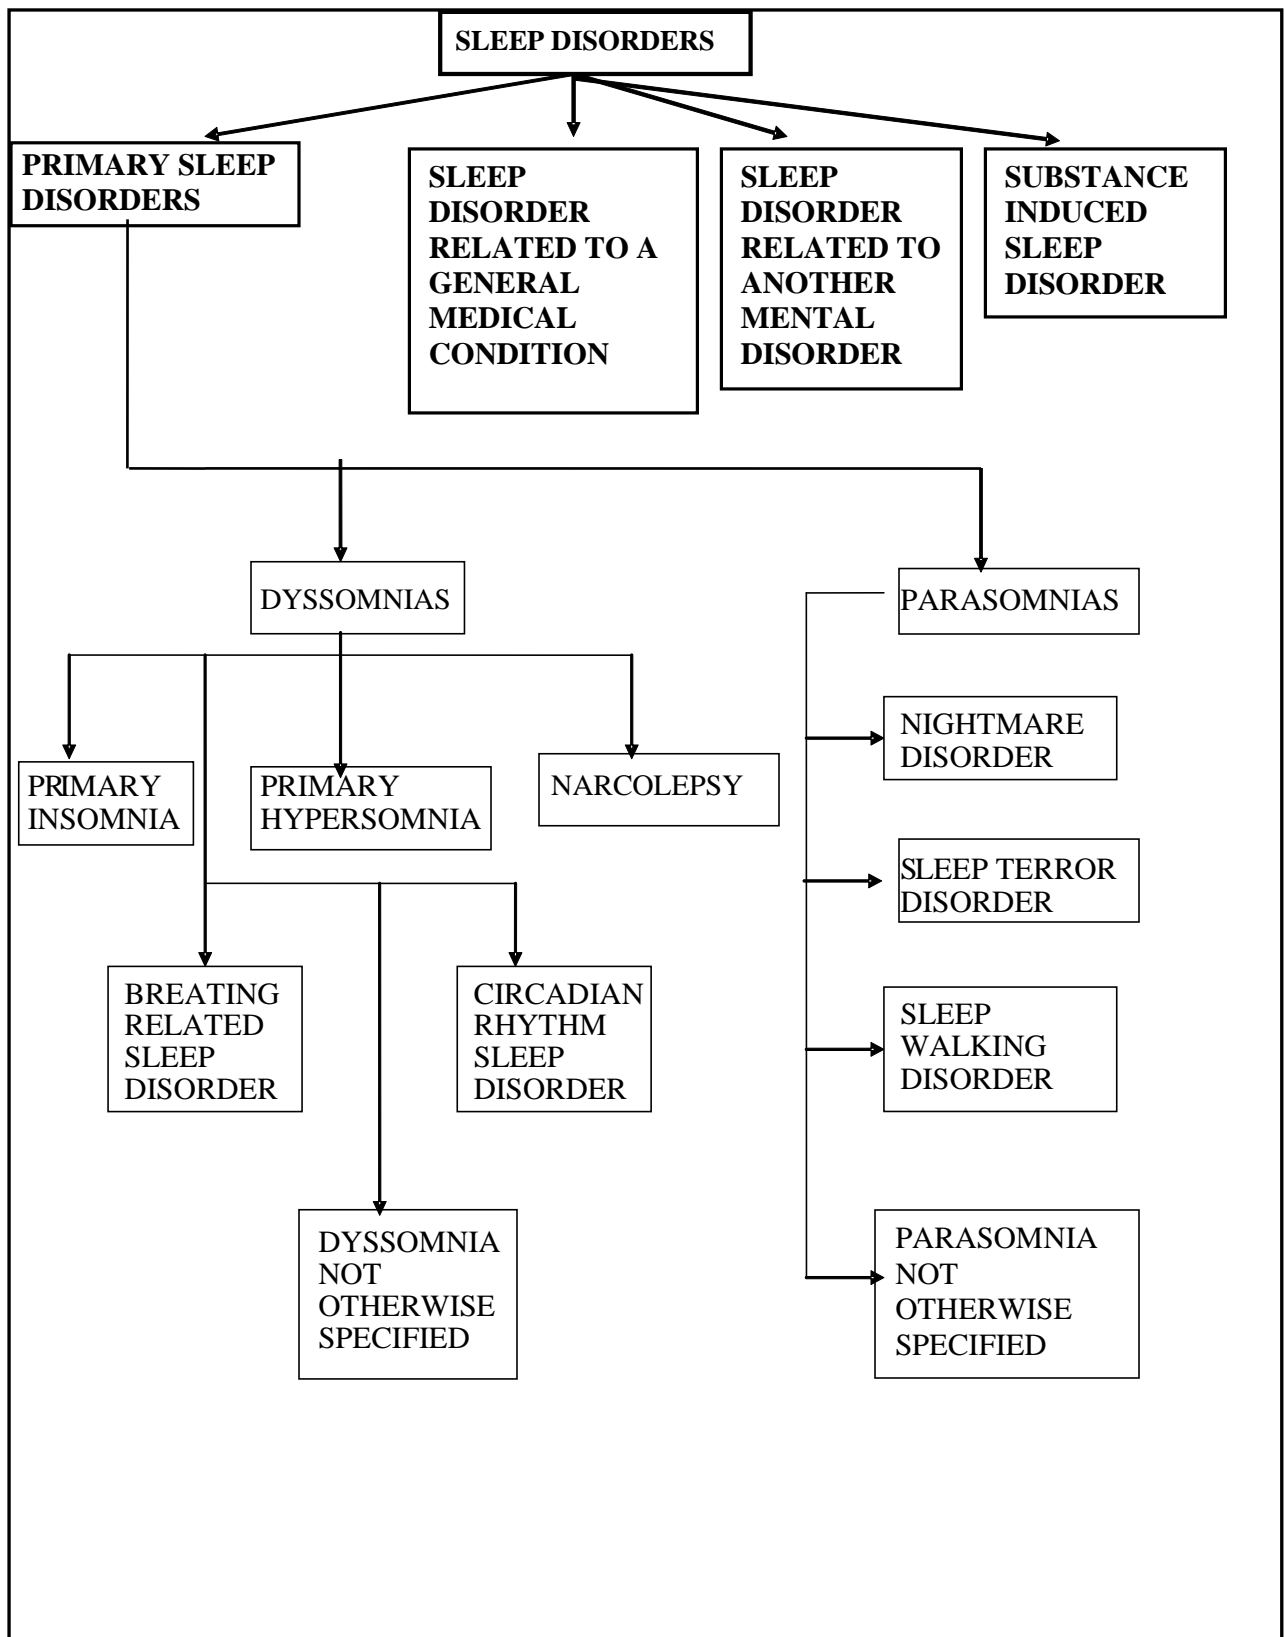 SLEEP DISORDERS
PRIMARY SLEEP
DISORDERS
SLEEP
DISORDER
RELATED TO A
GENERAL
MEDICAL
CONDITION
SLEEP
DISORDER
RELATED TO
ANOTHER
MENTAL
DISORDER
SUBSTANCE
INDUCED
SLEEP
DISORDER
DYSSOMNIAS
PARASOMNIAS
PRIMARY
INSOMNIA
PRIMARY
HYPERSOMNIA
NARCOLEPSY
NIGHTMARE
DISORDER
SLEEP TERROR
DISORDER
BREATING
RELATED
SLEEP
DISORDER
CIRCADIAN
RHYTHM
SLEEP
DISORDER
SLEEP
WALKING
DISORDER
DYSSOMNIA
NOT
OTHERWISE
SPECIFIED
PARASOMNIA
NOT
OTHERWISE
SPECIFIED